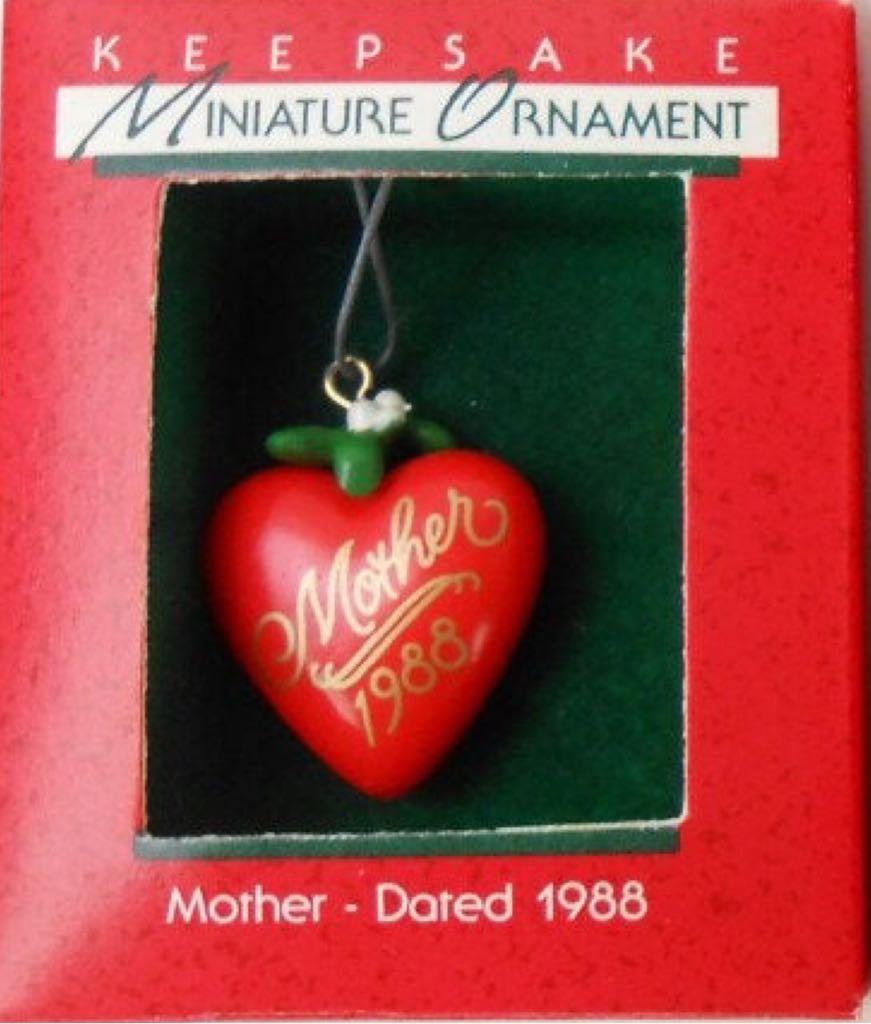 KEEPSAKE
MINIATURE ORNAMENT
Mother
1988
Mother - Dated 1988